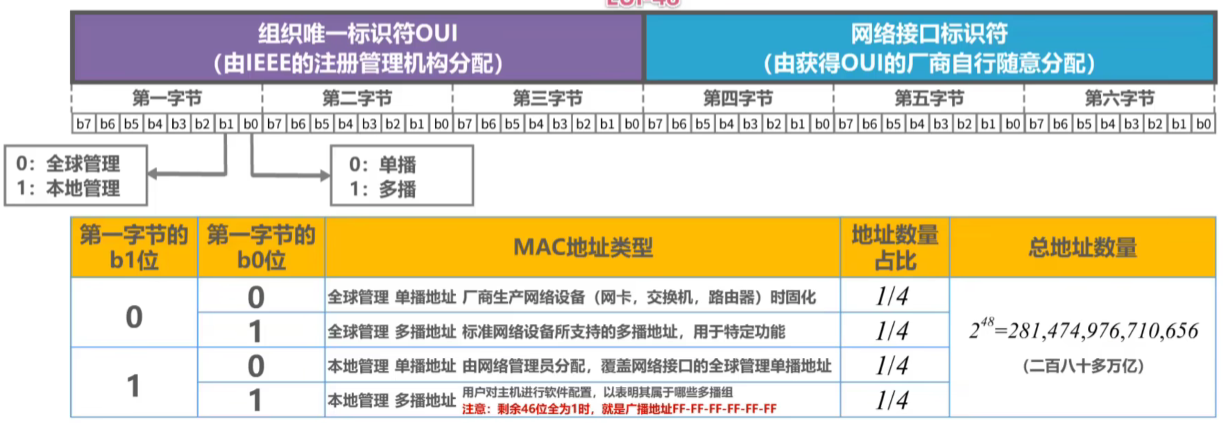 EUI-48
组织唯一标识符OUI
（由IEEE的注册管理机构分配）
网络接口标识符
（由获得OUI的厂商自行随意分配）
第一字节 第二字节 第三字节 第四字节 第五字节 第六字节
b7 b6 b5 b4 b3 b2 b1 b0 b7 b6 b5 b4 b3 b2 b1 b0 b7 b6 b5 b4 b3 b2 b1 b0 b7 b6 b5 b4 b3 b2 b1 b0 b7 b6 b5 b4 b3 b2 b1 b0 b7 b6 b5 b4 b3 b2 b1 b0
0：全球管理
1：本地管理
0：单播
1：多播
第一字节的
b1位
第一字节的
b0位
MAC地址类型
地址数量
占比
总地址数量
0
0
全球管理 单播地址 厂商生产网络设备（网卡，交换机，路由器）时固化
1/4
1
全球管理 多播地址 标准网络设备所支持的多播地址，用于特定功能
1/4
1
0
本地管理 单播地址 由网络管理员分配，覆盖网络接口的全球管理单播地址
1/4
1
本地管理 多播地址 用户对主机进行软件配置，以表明其属于哪些多播组
注意：剩余46位全为1时，就是广播地址FF-FF-FF-FF-FF-FF
1/4
2^48=281,474,976,710,656
（二百八十多万亿）